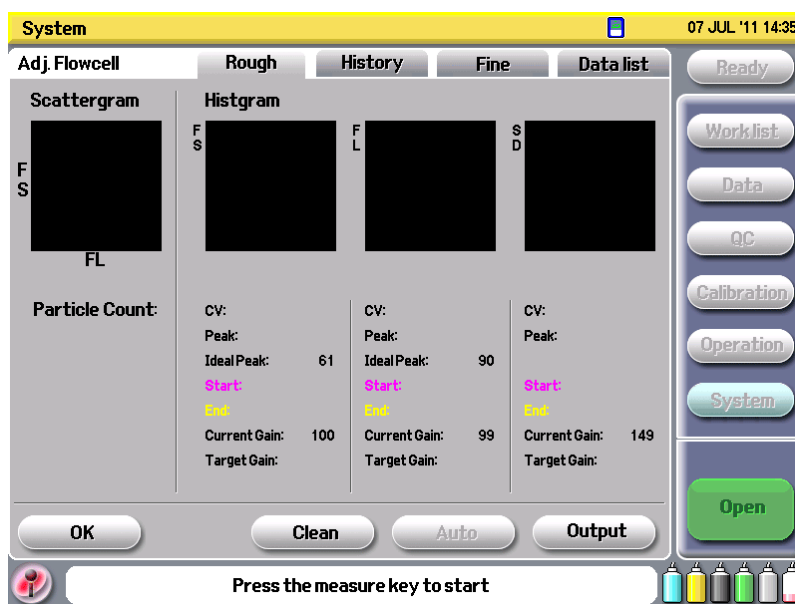 System
07 JUL '11 14:35
Adj. Flowcell
Rough
History
Fine
Data list
Ready
Scattergram
Histgram
Work list
F
S
FL
F
S
F
L
S
D
Data
QC
Calibration
Operation
System
Particle Count:
CV:
Peak:
Ideal Peak: 61
Start:
End:
Current Gain: 100
Target Gain:
CV:
Peak:
Ideal Peak: 90
Start:
End:
Current Gain: 99
Target Gain:
CV:
Peak:
Start:
End:
Current Gain: 149
Target Gain:
Open
OK
Clean
Auto
Output
Press the measure key to start